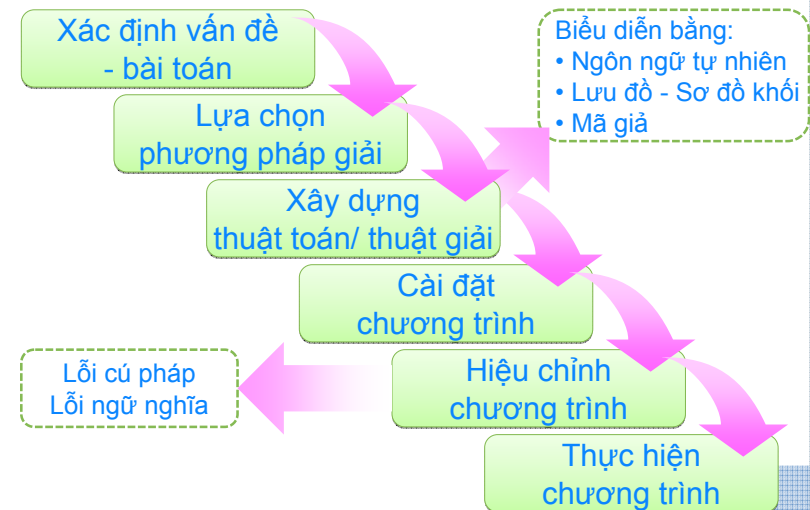 Xác định vấn đề
- bài toán
Biểu diễn bằng:
• Ngôn ngữ tự nhiên
• Lưu đồ - Sơ đồ khối
• Mã giả
Lựa chọn
phương pháp giải
Xây dựng
thuật toán/ thuật giải
Cài đặt
chương trình
Lỗi cú pháp
Lỗi ngữ nghĩa
Hiệu chỉnh
chương trình
Thực hiện
chương trình